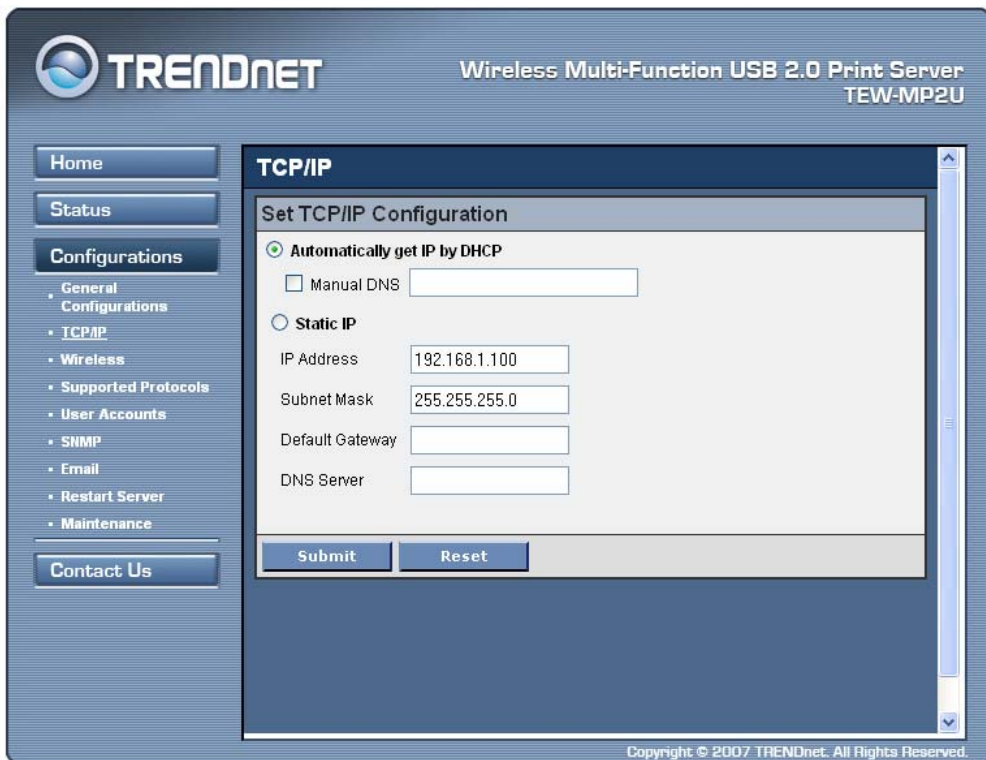 TRENDNET
Wireless Multi-Function USB 2.0 Print Server
TEW-MP2U
Home
Status
Configurations
General
Configurations
TCP/IP
Wireless
Supported Protocols
User Accounts
SNMP
Email
Restart Server
Maintenance
Contact Us
TCP/IP
Set TCP/IP Configuration
Automatically get IP by DHCP
Manual DNS
Static IP
IP Address 192.168.1.100
Subnet Mask 255.255.255.0
Default Gateway
DNS Server
Submit Reset
Copyright © 2007 TRENDnet. All Rights Reserved.